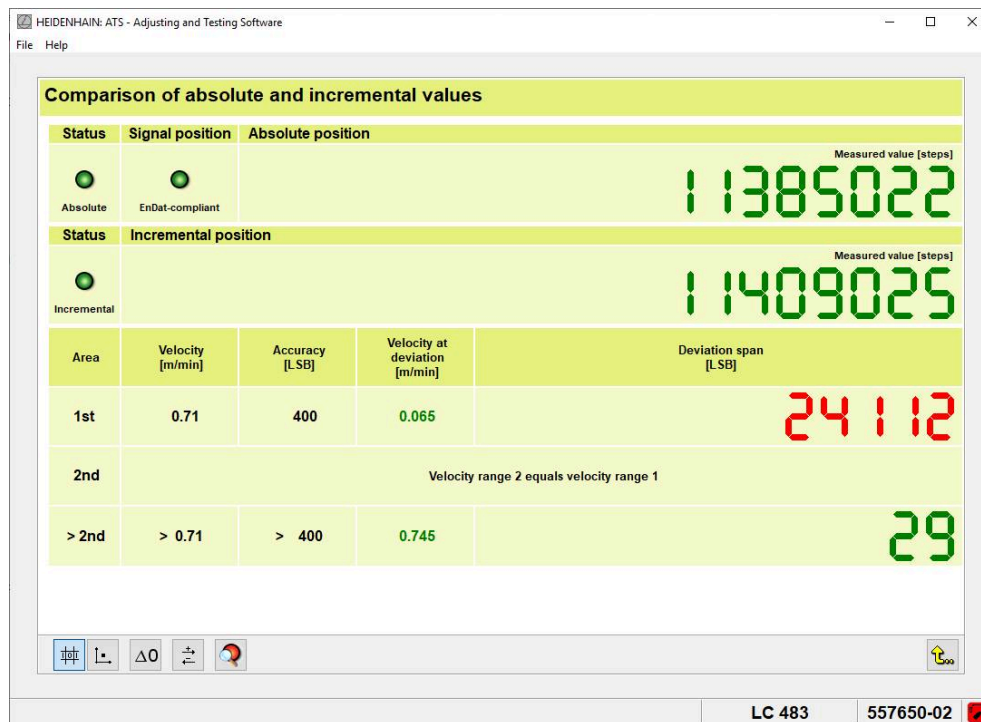 HEIDENHAIN: ATS - Adjusting and Testing Software
File Help
Comparison of absolute and incremental values
Status Signal position Absolute position
Measured value [steps]
11385022
Absolute EnDat-compliant
Status Incremental position
Measured value [steps]
11409025
Incremental
Area Velocity [m/min] Accuracy [LSB] Velocity at deviation [m/min] Deviation span [LSB]
1st 0.71 400 0.065 24112
2nd Velocity range 2 equals velocity range 1
> 2nd > 0.71 > 400 0.745 29
Δ0
LC 483 557650-02